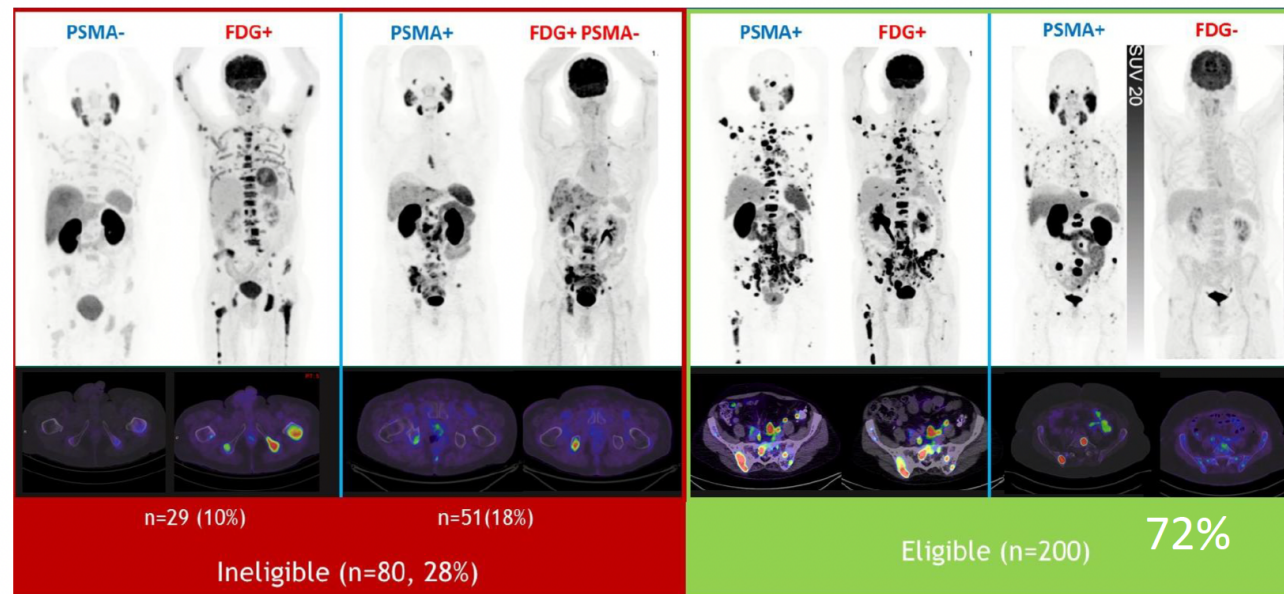 PSMA- FDG+ PSMA+ FDG+ PSMA- PSMA+ FDG+ PSMA+ FDG-
SUV 20
n=29 (10%) n=51(18%)
Ineligible (n=80, 28%)
Eligible (n=200) 72%